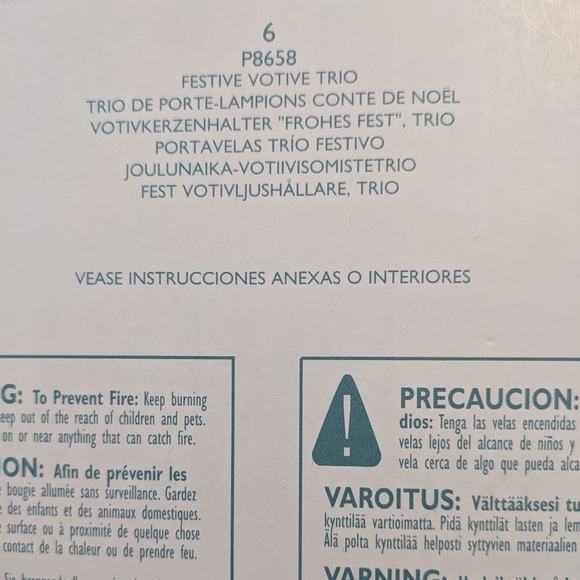 6
P8658
FESTIVE VOTIVE TRIO
TRIO DE PORTE-LAMPIONS CONTE DE NOËL
VOTIVKERZENHALTER "FROHES FEST", TRIO
PORTAVELAS TRÍO FESTIVO
JOULUNAIKA-VOTIIVISOMISTETRIO
FEST VOTIVLJUSHÅLLARE, TRIO
VEASE INSTRUCCIONES ANEXAS O INTERIORES
G: To Prevent Fire: Keep burning
eep out of the reach of children and pets.
on or near anything that can catch fire.
ION: Afin de prévenir les
bougie allumée sans surveillance. Gardez
des enfants et des animaux domestiques.
surface ou à proximité de quelque chose
contact de la chaleur ou de prendre feu.
PRECAUCION:
dios: Tenga las velas encendidas
velas lejos del alcance de niños y
vela cerca de algo que pueda alca
VAROITUS: Välttääksesi tu
kynttilää vartioimatta. Pidä kynttilät lasten ja lem
Älä polta kynttilää helposti syttyvien materiaalien
VARNING: